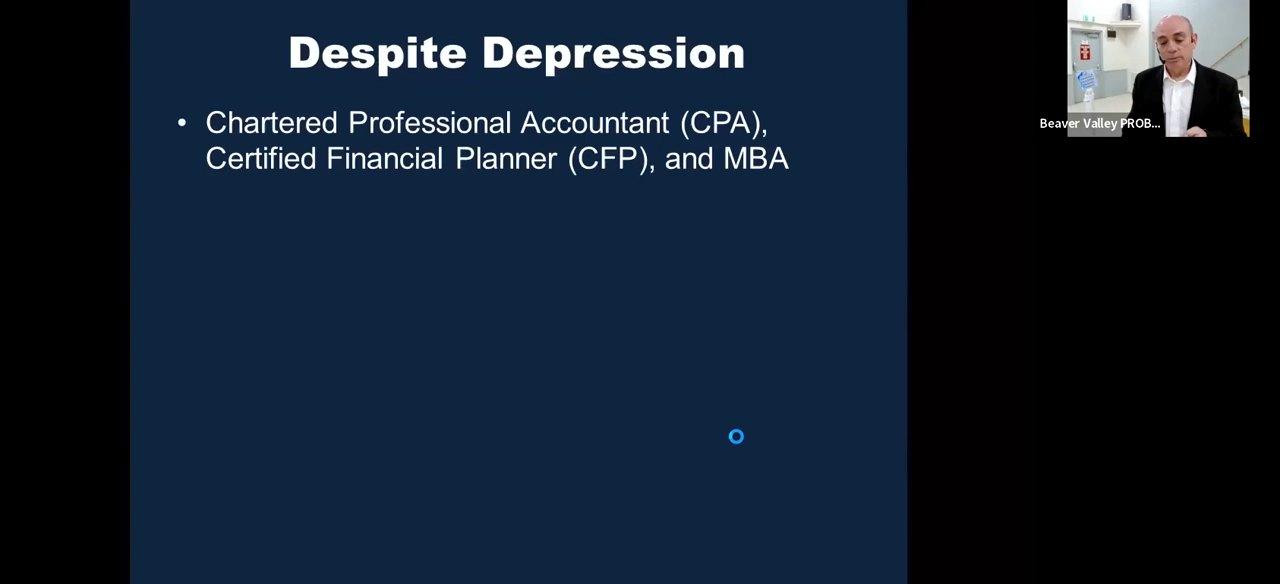 Despite Depression
• Chartered Professional Accountant (CPA),
Certified Financial Planner (CFP), and MBA
Beaver Valley PROB...